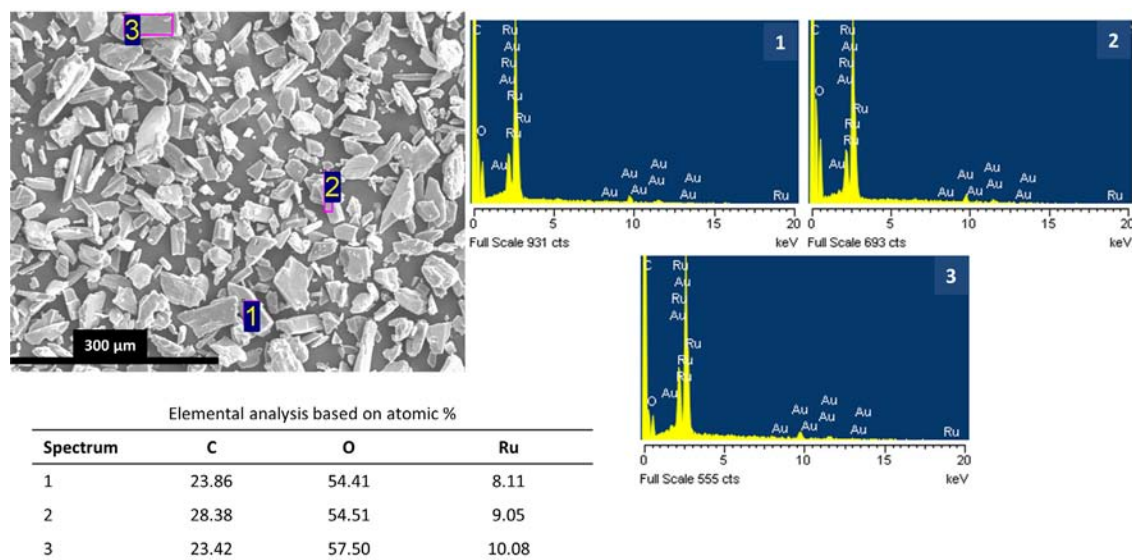 3
2
1
300 µm
1
C
Ru
Au
Ru
Au
Ru
Ru
O
Ru
Au
Au
Au
Au
Au
Au
Au
Ru
0 5 10 15 20
Full Scale 931 cts keV
2
C
Ru
Au
Ru
Au
O
Ru
Ru
Ru
Au
Au
Au
Au
Au
Au
Au
Ru
0 5 10 15 20
Full Scale 693 cts keV
3
C
Ru
Au
Ru
Au
Ru
Ru
Ru
Au
O
Au
Au
Au
Au
Au
Au
Au
Ru
0 5 10 15 20
Full Scale 555 cts keV
Elemental analysis based on atomic %
Spectrum C O Ru
1 23.86 54.41 8.11
2 28.38 54.51 9.05
3 23.42 57.50 10.08